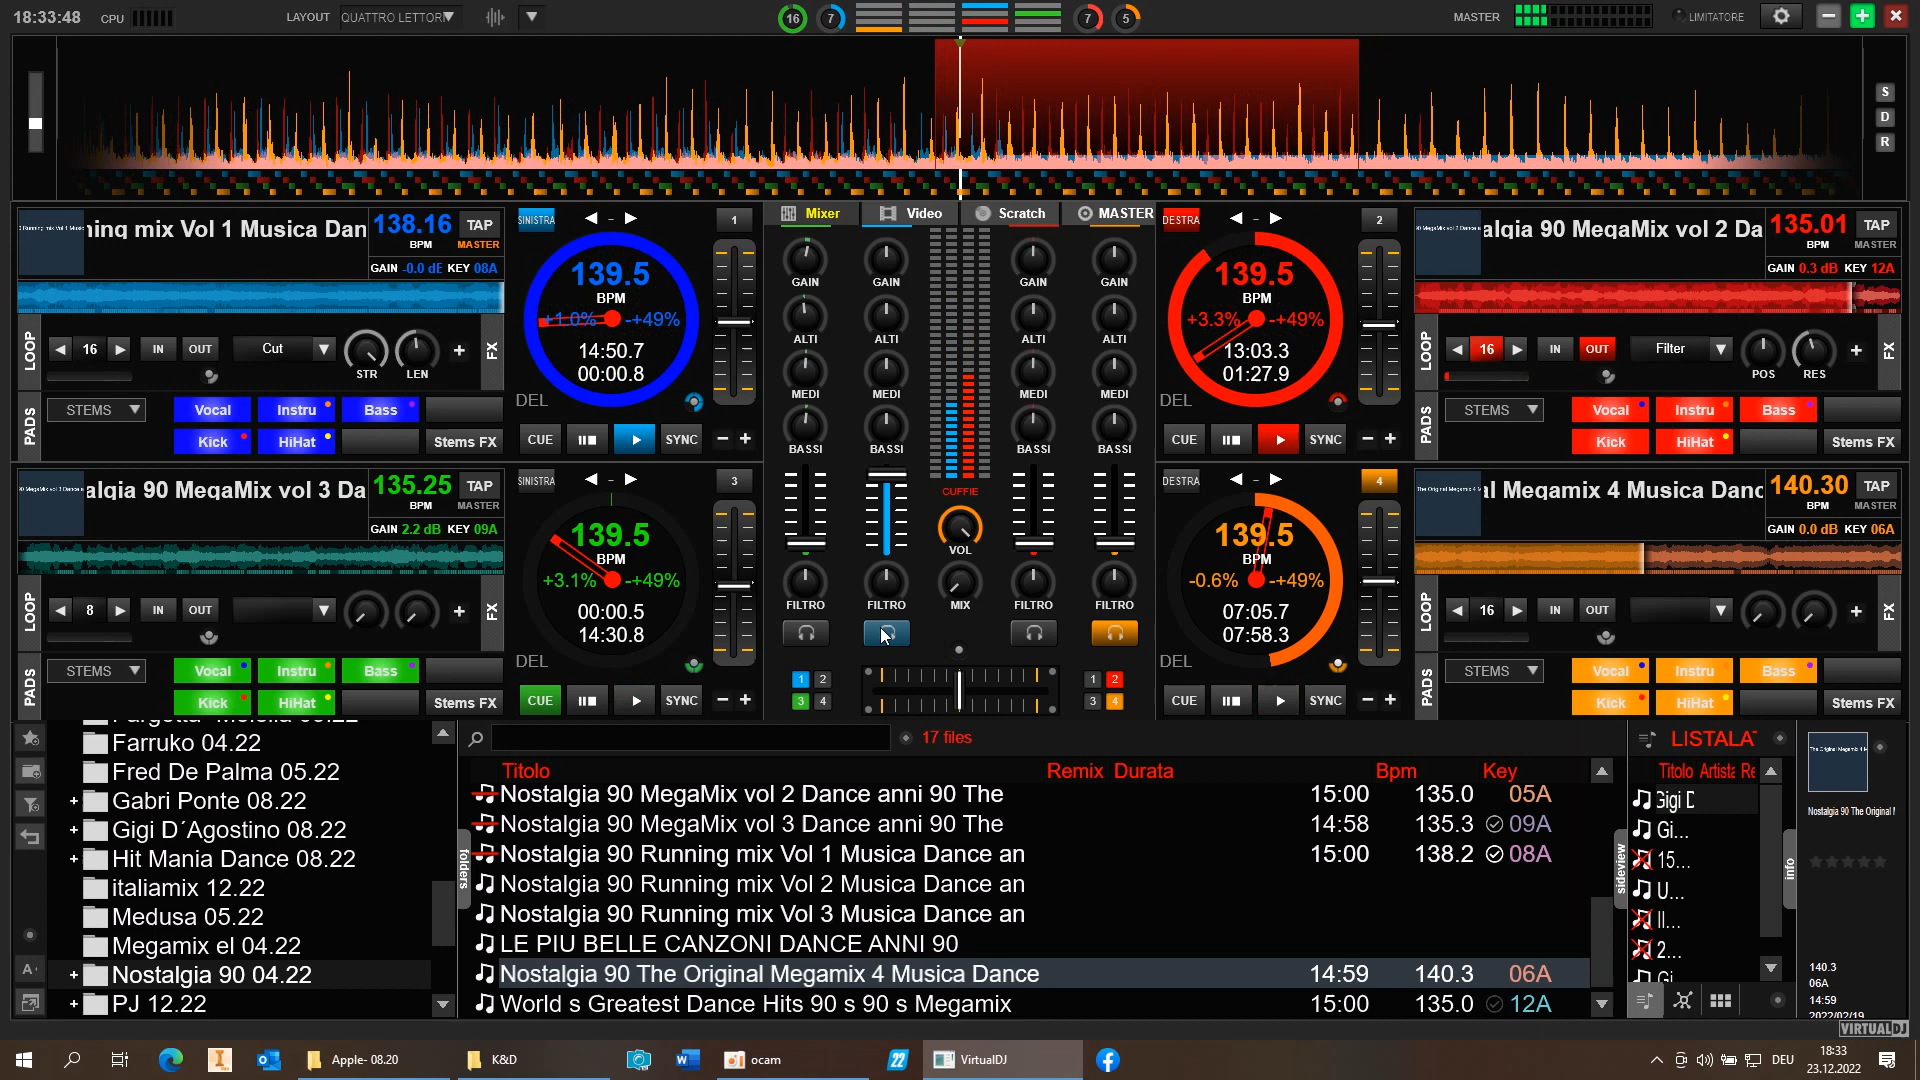 18:33:48
CPU
LAYOUT
QUATTRO LETTORI
16
7
7
5
MASTER
LIMITATORE
S
D
R
ning mix Vol 1 Musica Dan
138.16
BPM
TAP
MASTER
GAIN -0.0 dE KEY 08A
LOOP
16
IN
OUT
Cut
STR
LEN
FX
PADS
STEMS
Vocal
Instru
Bass
Kick
HiHat
Stems FX
SINISTRA
1
139.5
BPM
+1.0%
-+49%
14:50.7
00:00.8
DEL
CUE
SYNC
Mixer
Video
Scratch
MASTER
GAIN
GAIN
GAIN
GAIN
ALTI
ALTI
ALTI
ALTI
MEDI
MEDI
MEDI
MEDI
BASSI
BASSI
BASSI
BASSI
CUFFIE
VOL
FILTRO
FILTRO
MIX
FILTRO
FILTRO
1 2
3 4
1 2
3 4
DESTRA
2
139.5
BPM
+3.3%
-+49%
13:03.3
01:27.9
DEL
CUE
SYNC
algia 90 MegaMix vol 2 Da
135.01
BPM
TAP
MASTER
GAIN 0.3 dB KEY 12A
LOOP
16
IN
OUT
Filter
POS
RES
FX
PADS
STEMS
Vocal
Instru
Bass
Kick
HiHat
Stems FX
algia 90 MegaMix vol 3 Da
135.25
BPM
TAP
MASTER
GAIN 2.2 dB KEY 09A
LOOP
8
IN
OUT
FX
PADS
STEMS
Vocal
Instru
Bass
Kick
HiHat
Stems FX
SINISTRA
3
139.5
BPM
+3.1%
-+49%
00:00.5
14:30.8
DEL
CUE
SYNC
DESTRA
4
139.5
BPM
-0.6%
-+49%
07:05.7
07:58.3
DEL
CUE
SYNC
al Megamix 4 Musica Danc
140.30
BPM
TAP
MASTER
GAIN 0.0 dB KEY 06A
LOOP
16
IN
OUT
FX
PADS
STEMS
Vocal
Instru
Bass
Kick
HiHat
Stems FX
Farruko 04.22
Fred De Palma 05.22
Gabri Ponte 08.22
Gigi D´Agostino 08.22
Hit Mania Dance 08.22
italiamix 12.22
Medusa 05.22
Megamix el 04.22
Nostalgia 90 04.22
PJ 12.22
folders
17 files
Titolo
Remix
Durata
Bpm
Key
Nostalgia 90 MegaMix vol 2 Dance anni 90 The 15:00 135.0 05A
Nostalgia 90 MegaMix vol 3 Dance anni 90 The 14:58 135.3 09A
Nostalgia 90 Running mix Vol 1 Musica Dance an 15:00 138.2 08A
Nostalgia 90 Running mix Vol 2 Musica Dance an
Nostalgia 90 Running mix Vol 3 Musica Dance an
LE PIU BELLE CANZONI DANCE ANNI 90
Nostalgia 90 The Original Megamix 4 Musica Dance 14:59 140.3 06A
World s Greatest Dance Hits 90 s 90 s Megamix 15:00 135.0 12A
sideview
LISTALAT
Titolo Artista Re
Gigi D
Gi...
15...
U...
Il...
2...
Gi
info
Nostalgia 90 The Original M
140.3
06A
14:59
2022/02/19
VIRTUALDJ
Apple- 08.20
K&D
ocam
22
VirtualDJ
DEU
18:33
23.12.2022